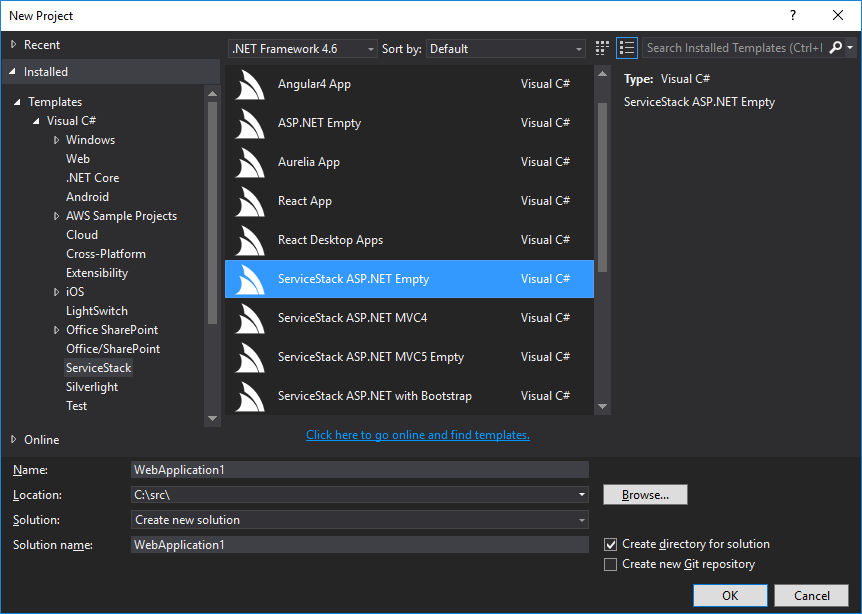 New Project
?
Recent
.NET Framework 4.6 Sort by: Default
Search Installed Templates (Ctrl+I
Installed
Templates
Visual C#
Windows
Web
.NET Core
Android
AWS Sample Projects
Cloud
Cross-Platform
Extensibility
iOS
LightSwitch
Office SharePoint
Office/SharePoint
ServiceStack
Silverlight
Test
Online
Angular4 App Visual C#
ASP.NET Empty Visual C#
Aurelia App Visual C#
React App Visual C#
React Desktop Apps Visual C#
ServiceStack ASP.NET Empty Visual C#
ServiceStack ASP.NET MVC4 Visual C#
ServiceStack ASP.NET MVC5 Empty Visual C#
ServiceStack ASP.NET with Bootstrap Visual C#
Click here to go online and find templates.
Type: Visual C#
ServiceStack ASP.NET Empty
Name: WebApplication1
Location: C:\src\ Browse...
Solution: Create new solution
Solution name: WebApplication1
Create directory for solution
Create new Git repository
OK Cancel